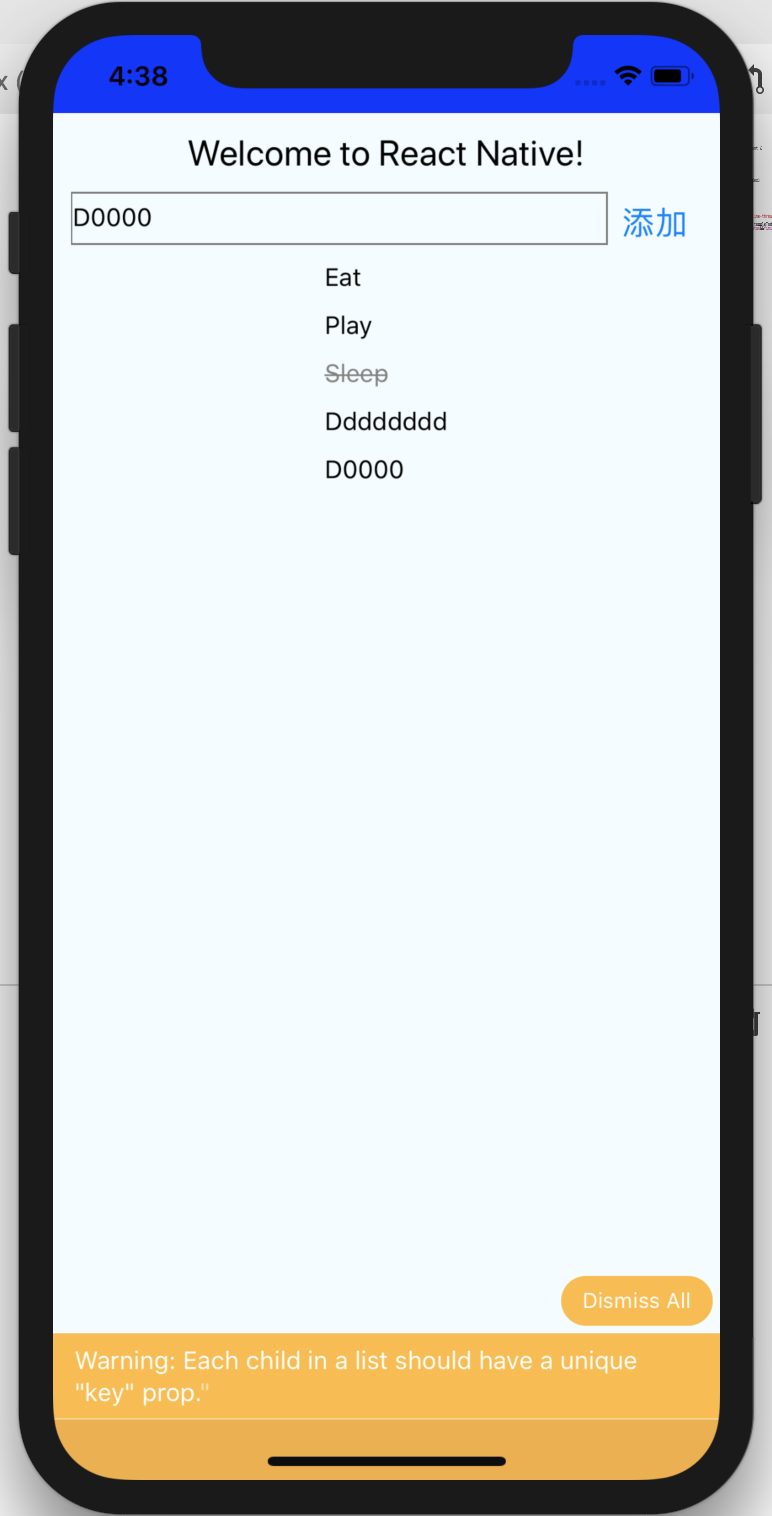 4:38
Welcome to React Native!
D0000
添加
Eat
Play
Sleep
Dddddddd
D0000
Dismiss All
Warning: Each child in a list should have a unique
"key" prop."